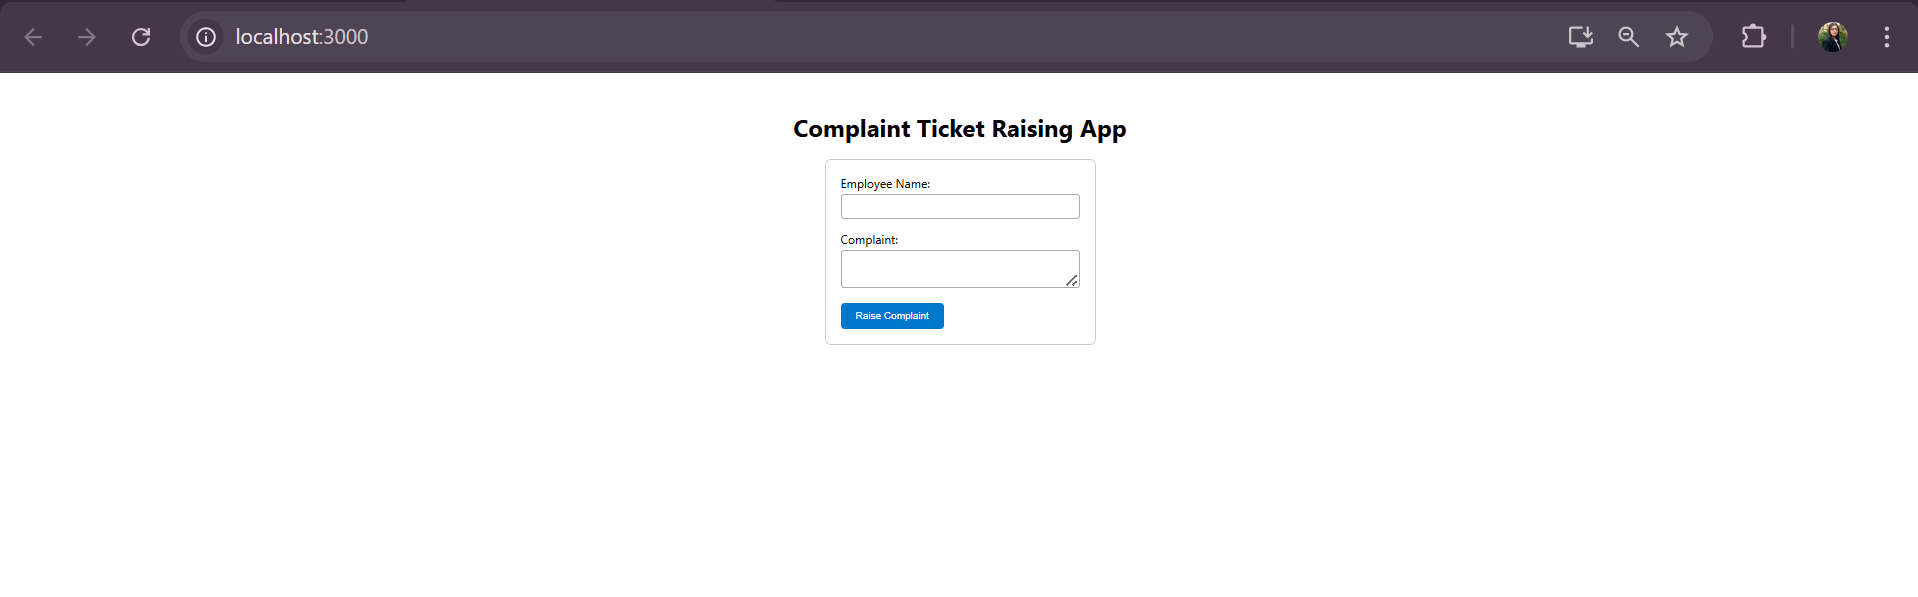 localhost:3000
Complaint Ticket Raising App
Employee Name:
Complaint:
Raise Complaint